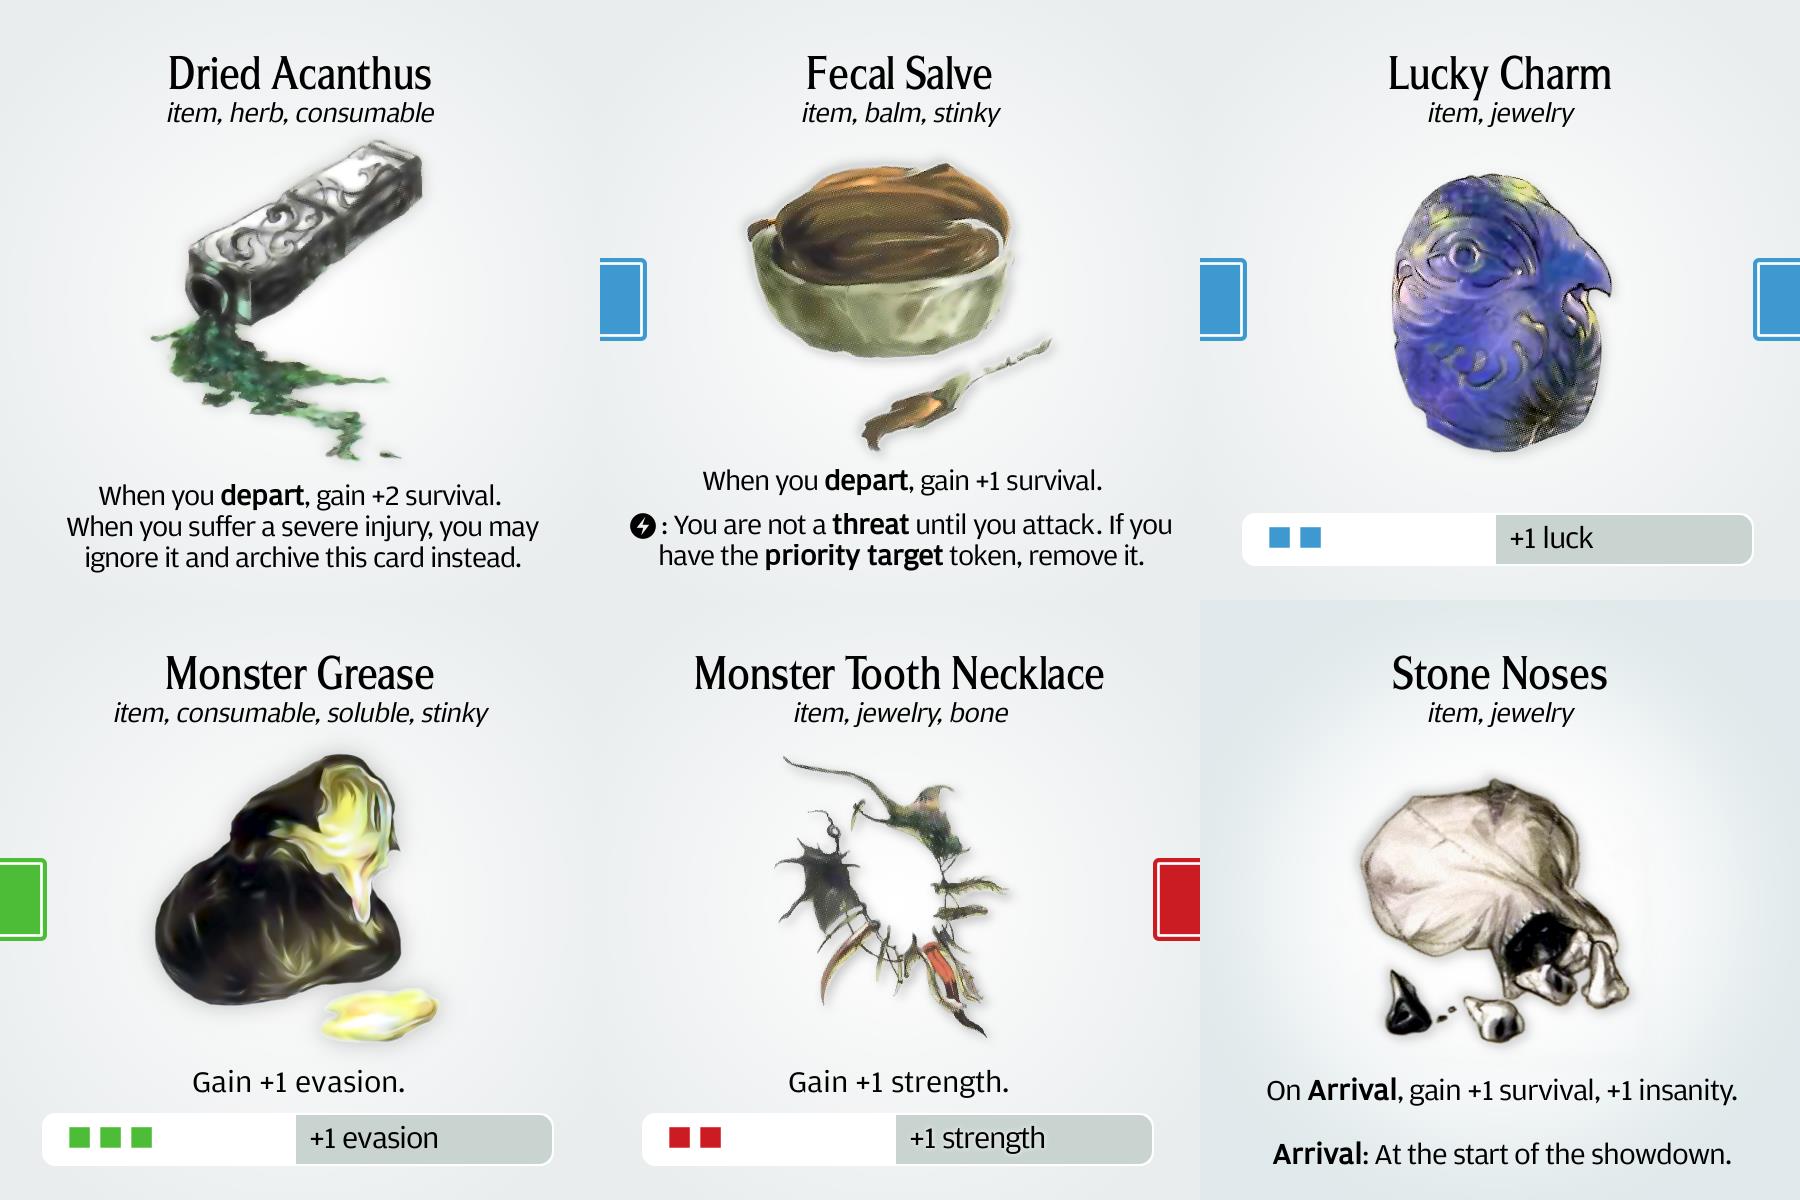 Dried Acanthus
item, herb, consumable
When you depart, gain +2 survival.
When you suffer a severe injury, you may
ignore it and archive this card instead.
Fecal Salve
item, balm, stinky
When you depart, gain +1 survival.
: You are not a threat until you attack. If you
have the priority target token, remove it.
Lucky Charm
item, jewelry
+1 luck
Monster Grease
item, consumable, soluble, stinky
Gain +1 evasion.
+1 evasion
Monster Tooth Necklace
item, jewelry, bone
Gain +1 strength.
+1 strength
Stone Noses
item, jewelry
On Arrival, gain +1 survival, +1 insanity.
Arrival: At the start of the showdown.